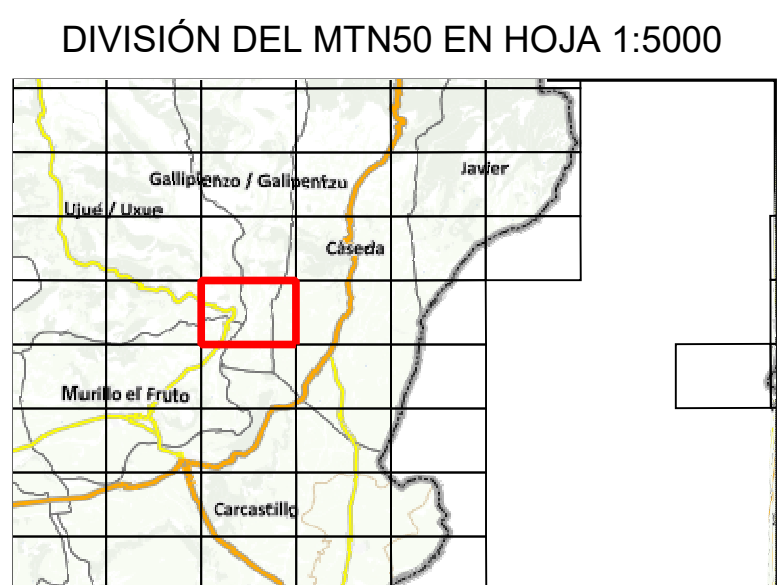 DIVISIÓN DEL MTN50 EN HOJA 1:5000
Javier
Gallipienzo / Galipentzu
Ujué / Uxue
Cáseda
Murillo el Fruto
Carcastillo